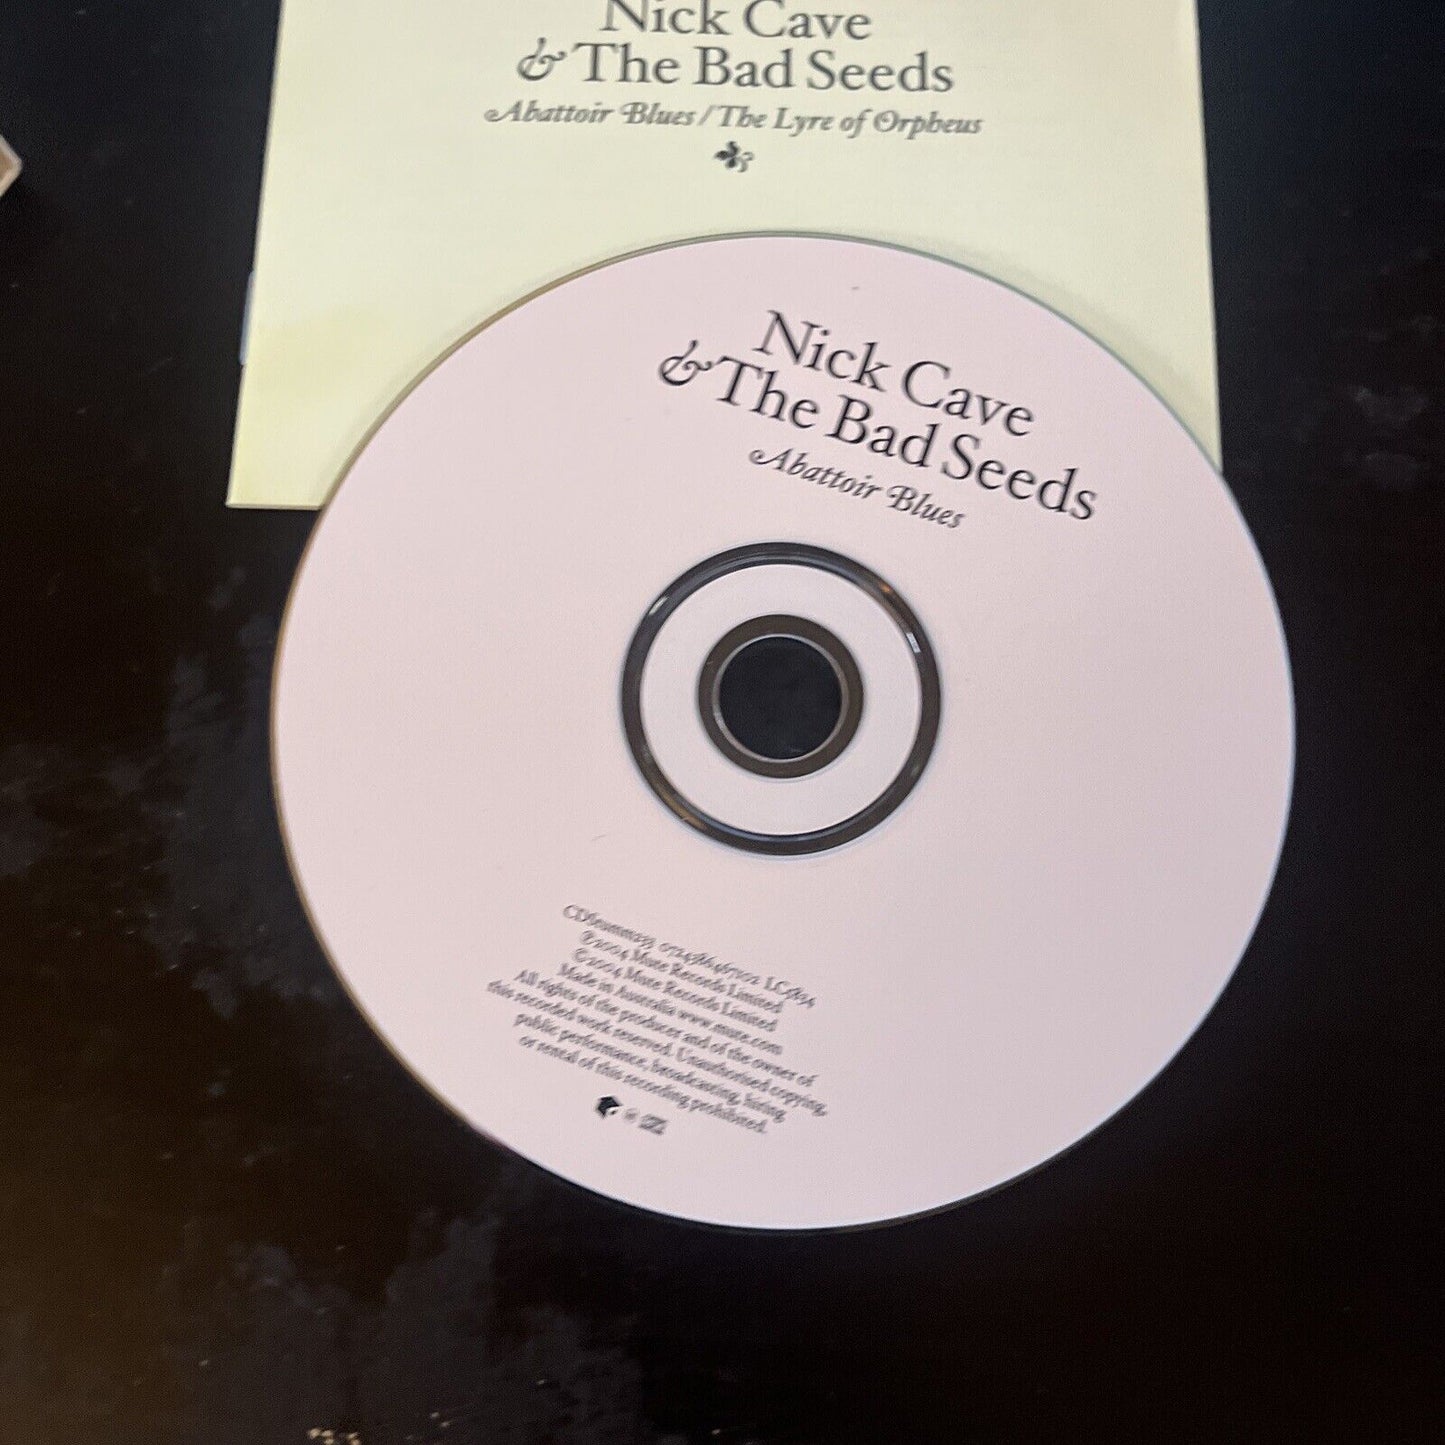 Nick Cave
& The Bad Seeds
Abattoir Blues / The Lyre of Orpheus
Nick Cave
& The Bad Seeds
Abattoir Blues
℗2004 Mute Records Limited
©2004 Mute Records Limited
Made in Australia www.mute.com
All rights of the producer and of the owner of
this recorded work reserved. Unauthorised copying,
public performance, broadcasting, hiring
or rental of this recording prohibited.